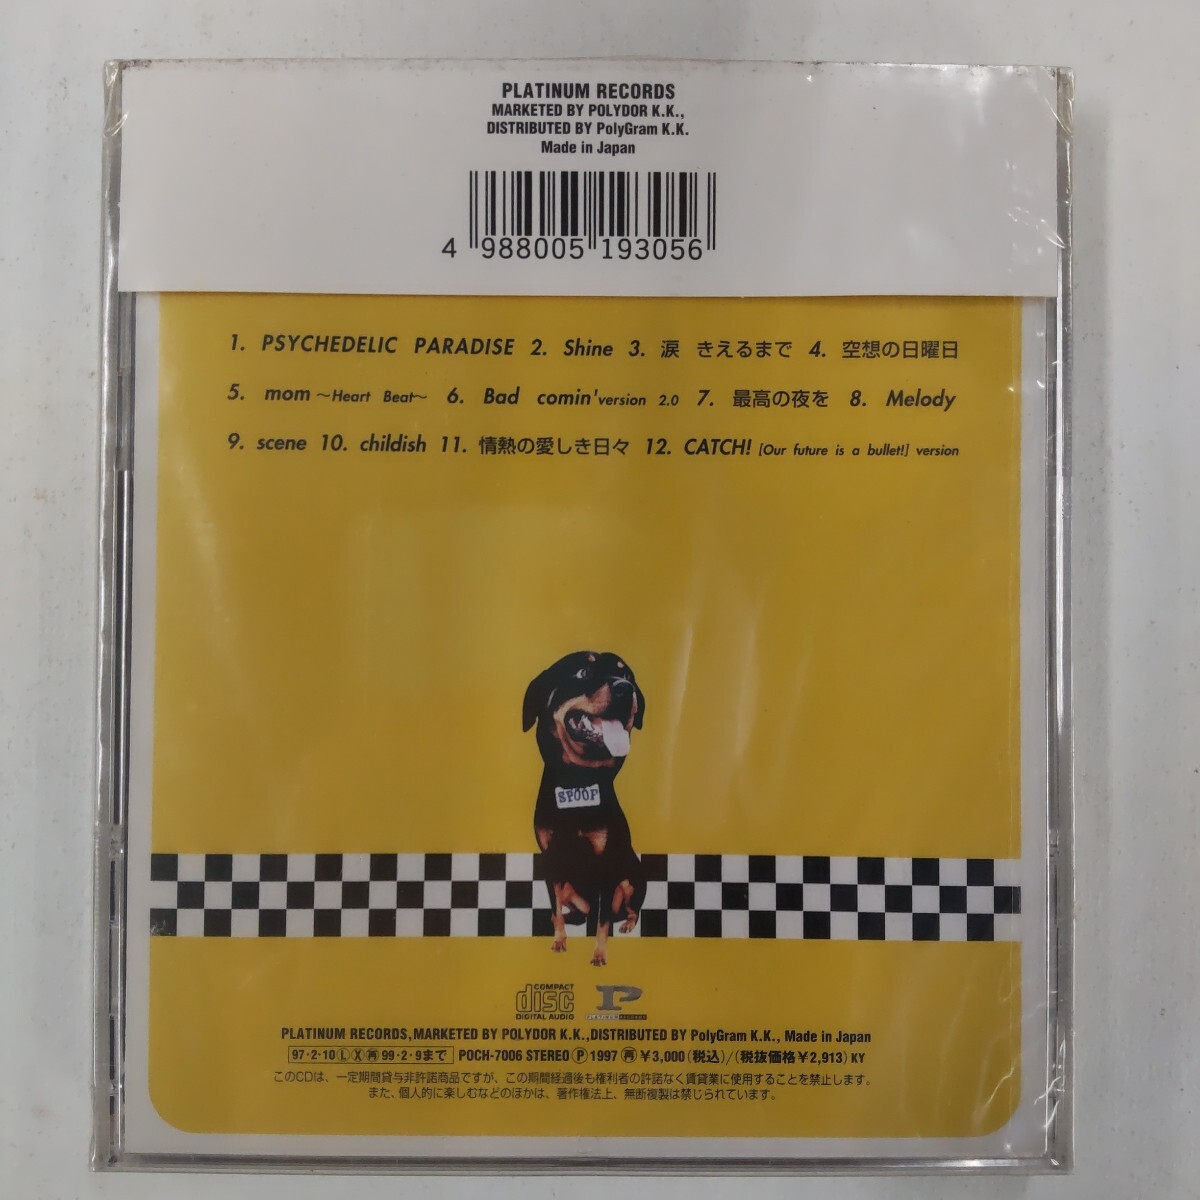 PLATINUM RECORDS
MARKETED BY POLYDOR K.K.,
DISTRIBUTED BY PolyGram K.K.
Made in Japan
4 988005 193056
1. PSYCHEDELIC PARADISE 2. Shine 3. 涙 きえるまで 4. 空想の日曜日
5. mom ~Heart Beat~ 6. Bad comin' version 2.0 7. 最高の夜を 8. Melody
9. scene 10. childish 11. 情熱の愛しき日々 12. CATCH! [Our future is a bullet!] version
SPOOF
COMPACT
disc
DIGITAL AUDIO
P
PLATINUM RECORDS
PLATINUM RECORDS, MARKETED BY POLYDOR K.K., DISTRIBUTED BY PolyGram K.K., Made in Japan
97・2・10 Ⓛ Ⓧ ㊞ 99・2・9まで POCH-7006 STEREO Ⓟ 1997 ¥3,000(税込)/(税抜価格¥2,913) KY
このCDは、一定期間貸与非許諾商品ですが、この期間経過後も権利者の許諾なく賃貸業に使用することを禁止します。
また、個人的に楽しむなどのほかは、著作権法上、無断複製は禁じられています。